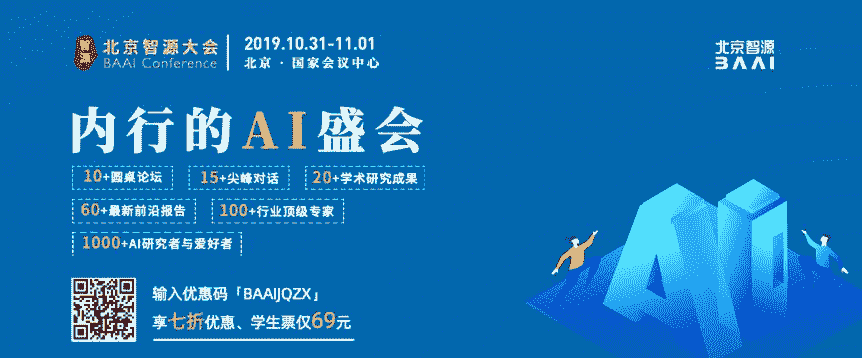 北京智源大会
BAAI Conference
2019.10.31-11.01
北京·国家会议中心
北京智源
BAAI
内行的AI盛会
10+圆桌论坛
15+尖峰对话
20+学术研究成果
60+最新前沿报告
100+行业顶级专家
1000+AI研究者与爱好者
输入优惠码「BAAIJQZX」
享七折优惠、学生票仅69元
AI